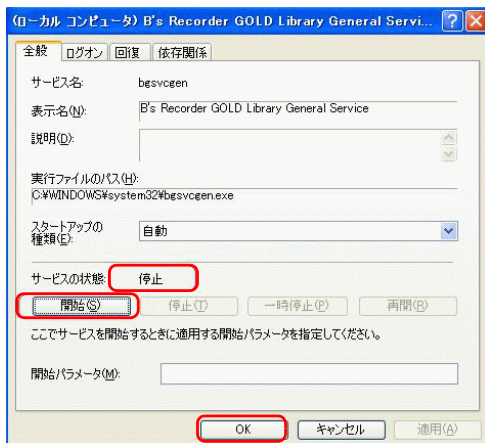 (ローカル コンピュータ) B's Recorder GOLD Library General Servi...
全般 ログオン 回復 依存関係
サービス名: bgsvcgen
表示名(N): B's Recorder GOLD Library General Service
説明(D):
実行ファイルのパス(H):
C:¥WINDOWS¥system32¥bgsvcgen.exe
スタートアップの
種類(E): 自動
サービスの状態: 停止
開始(S) 停止(T) 一時停止(P) 再開(R)
ここでサービスを開始するときに適用する開始パラメータを指定してください。
開始パラメータ(M):
OK キャンセル 適用(A)